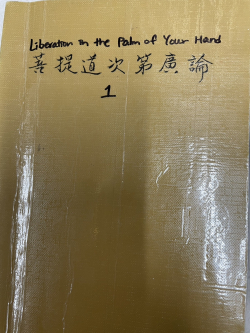 Liberation in the Palm of Your Hand
菩提道次第廣論
1